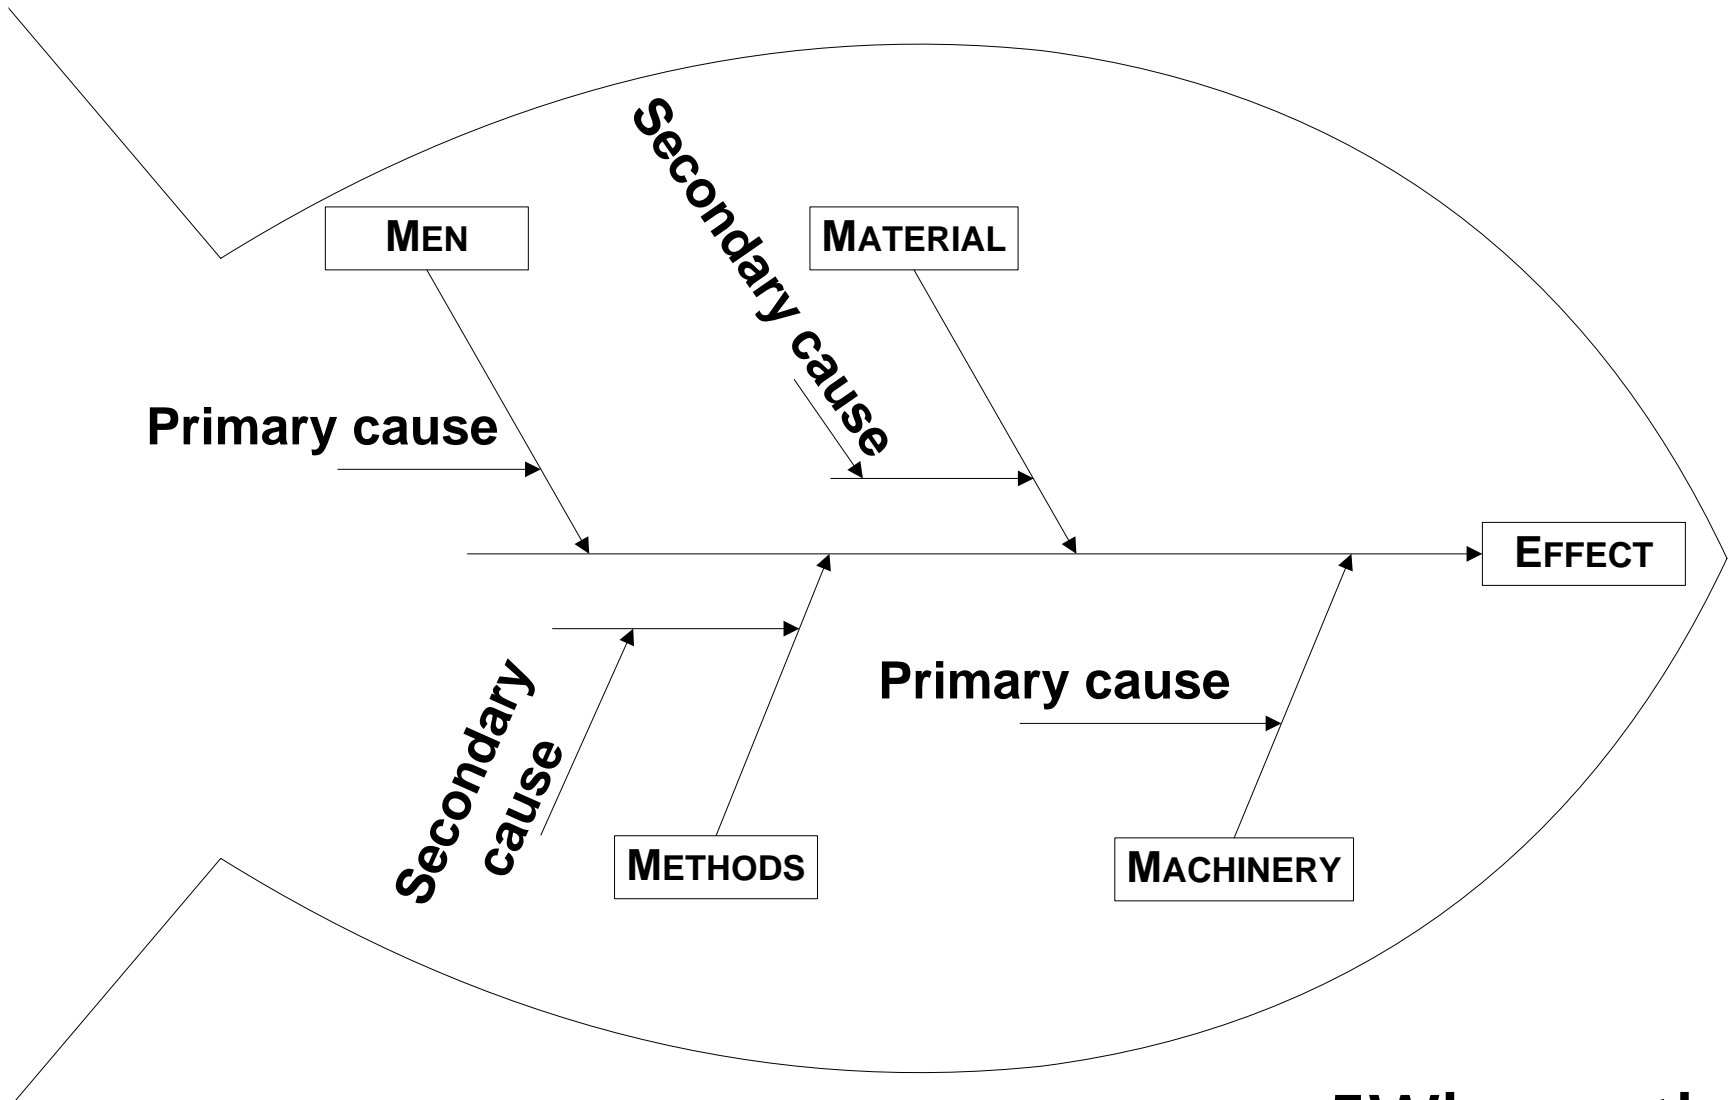 Secondary cause
MEN
MATERIAL
Primary cause
EFFECT
Primary cause
Secondary
cause
METHODS
MACHINERY